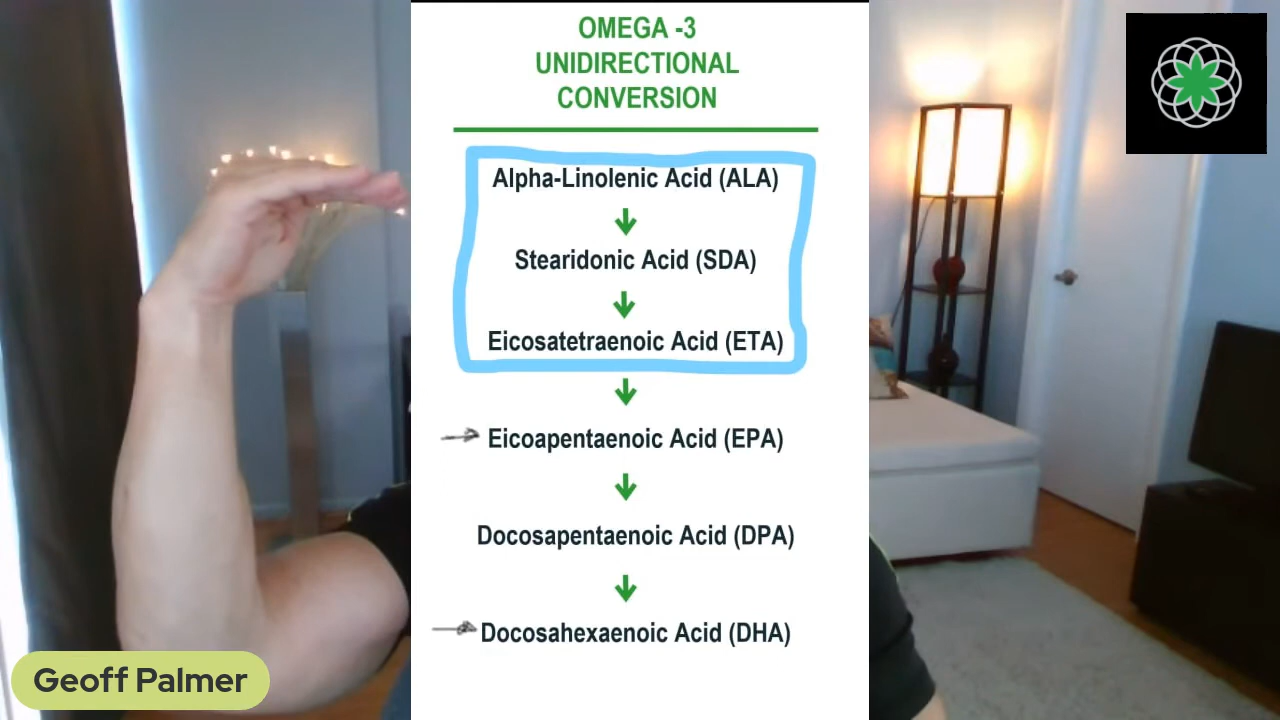 OMEGA -3
UNIDIRECTIONAL
CONVERSION
Alpha-Linolenic Acid (ALA)
Stearidonic Acid (SDA)
Eicosatetraenoic Acid (ETA)
Eicoapentaenoic Acid (EPA)
Docosapentaenoic Acid (DPA)
Docosahexaenoic Acid (DHA)
Geoff Palmer